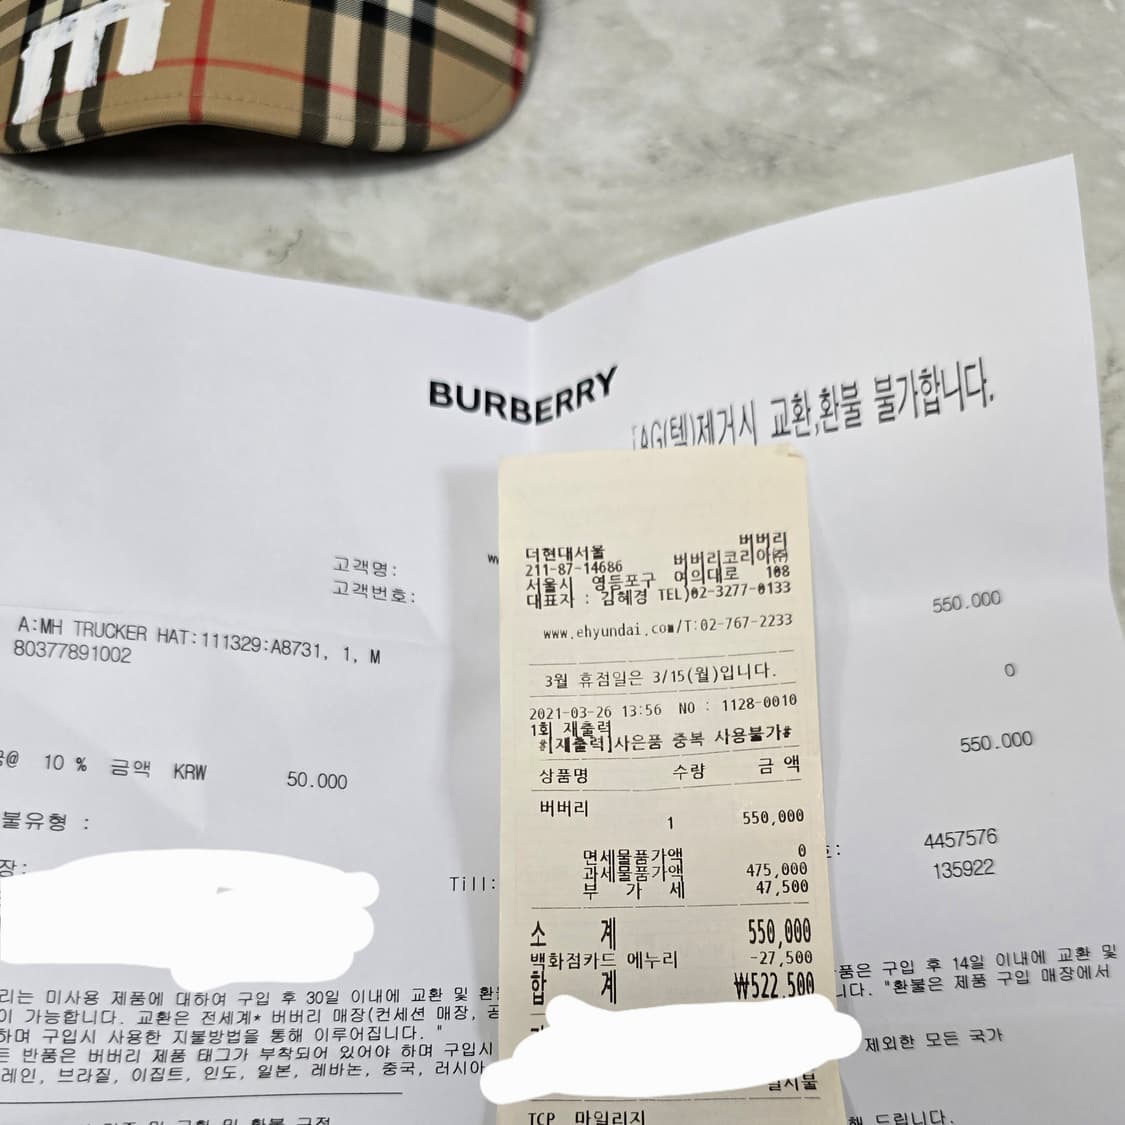 BURBERRY
TAG(텍)제거시 교환,환불 불가합니다.
고객명:
고객번호:
A:MH TRUCKER HAT:111329:A8731, 1, M
80377891002
550.000
0
550.000
10 % 금액 KRW 50.000
불유형 :
장:
Till:
4457576
135922
리는 미사용 제품에 대하여 구입 후 30일 이내에 교환 및
이 가능합니다. 교환은 전세계* 버버리 매장(컨세션 매장,
하며 구입시 사용한 지불방법을 통해 이루어집니다. "
든 반품은 버버리 제품 태그가 부착되어 있어야 하며 구입시
레인, 브라질, 이집트, 인도, 일본, 레바논, 중국, 러시아
품은 구입 후 14일 이내에 교환 및
니다. "환불은 제품 구입 매장에서
제외한 모든 국가
해 드립니다.
더현대서울 버버리
211-87-14686 버버리코리아㈜
서울시 영등포구 여의대로 108
대표자 : 김혜경 TEL)02-3277-0133
www.ehyundai.com/T:02-767-2233
3월 휴점일은 3/15(월)입니다.
2021-03-26 13:56 NO : 1128-0010
1회 재출력
#[재출력]사은품 중복 사용불가#
상품명 수량 금 액
버버리
1 550,000
면세물품가액 0
과세물품가액 475,000
부 가 세 47,500
소 계 550,000
백화점카드 에누리 -27,500
합 계 ₩522,500
일시불
TCP 마일리지